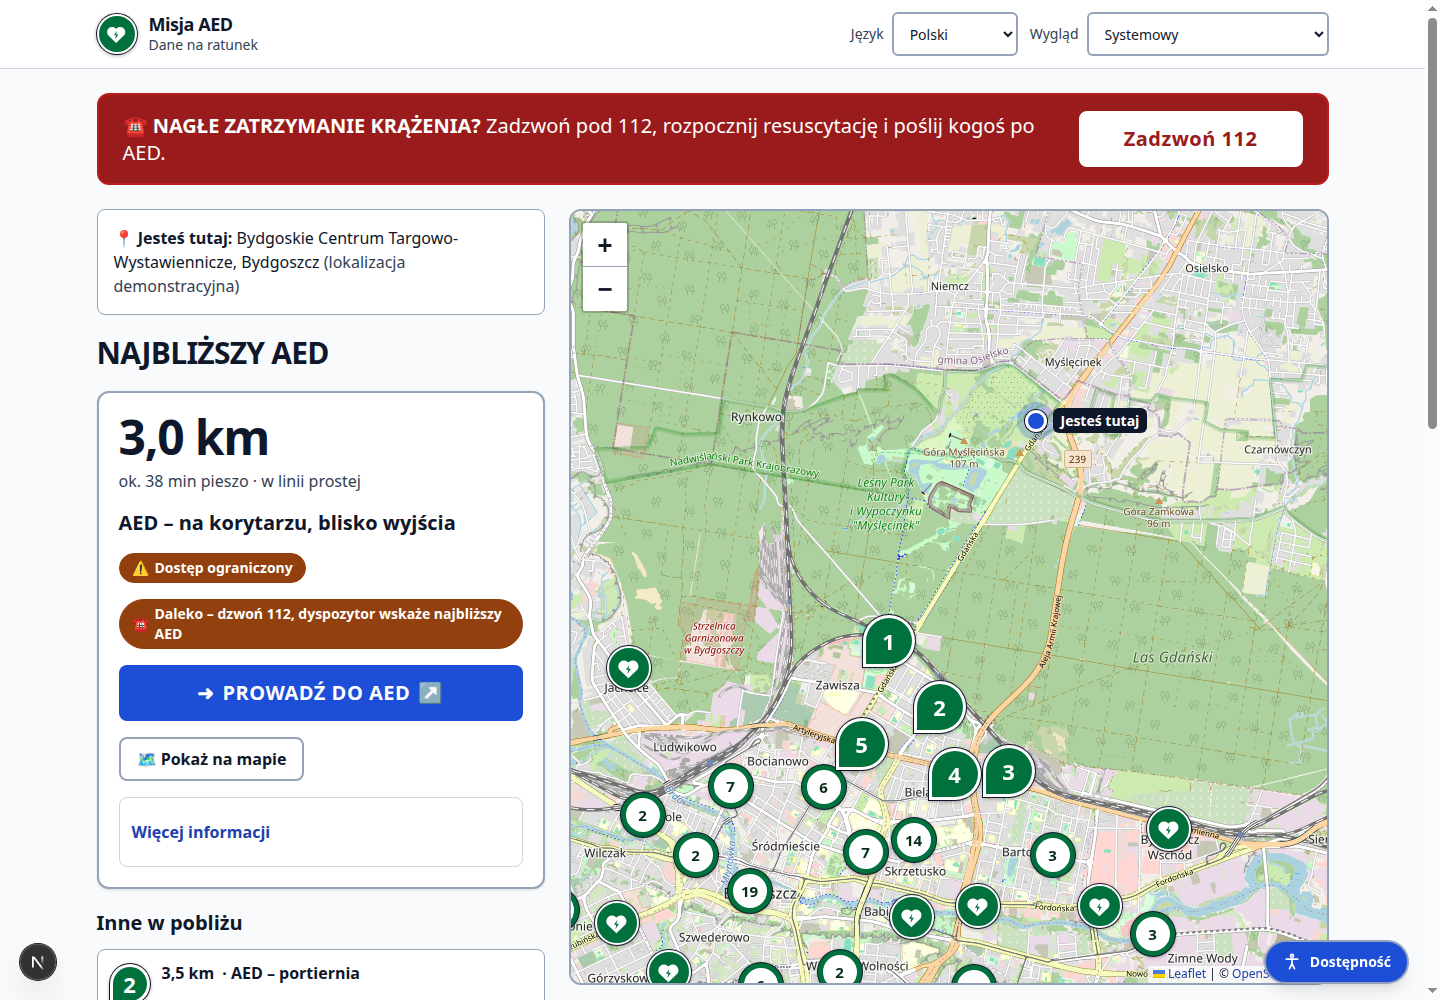 Misja AED
Dane na ratunek
Język
Polski
Wygląd
Systemowy
☎️ NAGŁE ZATRZYMANIE KRĄŻENIA? Zadzwoń pod 112, rozpocznij resuscytację i poślij kogoś po
AED.
Zadzwoń 112
📍 Jesteś tutaj: Bydgoskie Centrum Targowo-
Wystawiennicze, Bydgoszcz (lokalizacja
demonstracyjna)
NAJBLIŻSZY AED
3,0 km
ok. 38 min pieszo · w linii prostej
AED – na korytarzu, blisko wyjścia
⚠️ Dostęp ograniczony
☎️ Daleko – dzwoń 112, dyspozytor wskaże najbliższy
AED
➜ PROWADŹ DO AED ↗️
🗺️ Pokaż na mapie
Więcej informacji
Inne w pobliżu
2
3,5 km · AED – portiernia
N
+
−
Osielsko
Niemcz
gmina Osielsko
Myślęcinek
Rynkowo
Jesteś tutaj
Góra Myślęcińska
107 m
Gdańska
239
Czarnówczyn
Nadwiślański Park Krajobrazowy
Leśny Park
Kultury
i Wypoczynku
"Myślęcinek"
Góra Zamkowa
96 m
Gdańska
Aleja Armii Krajowej
Strzelnica
Garnizonowa
w Bydgoszczy
1
Las Gdański
Gdańska
Zawisza
2
Artyleryjska
5
Ludwikowo
Bocianowo
4
3
7
6
2
14
Wilczak
2
Śródmieście
7
3
Wschód
Skrzetusko
19
Fordońska
Fordońska
Szwederowo
3
2
Zimne Wody
Leaflet | ©
Dostępność